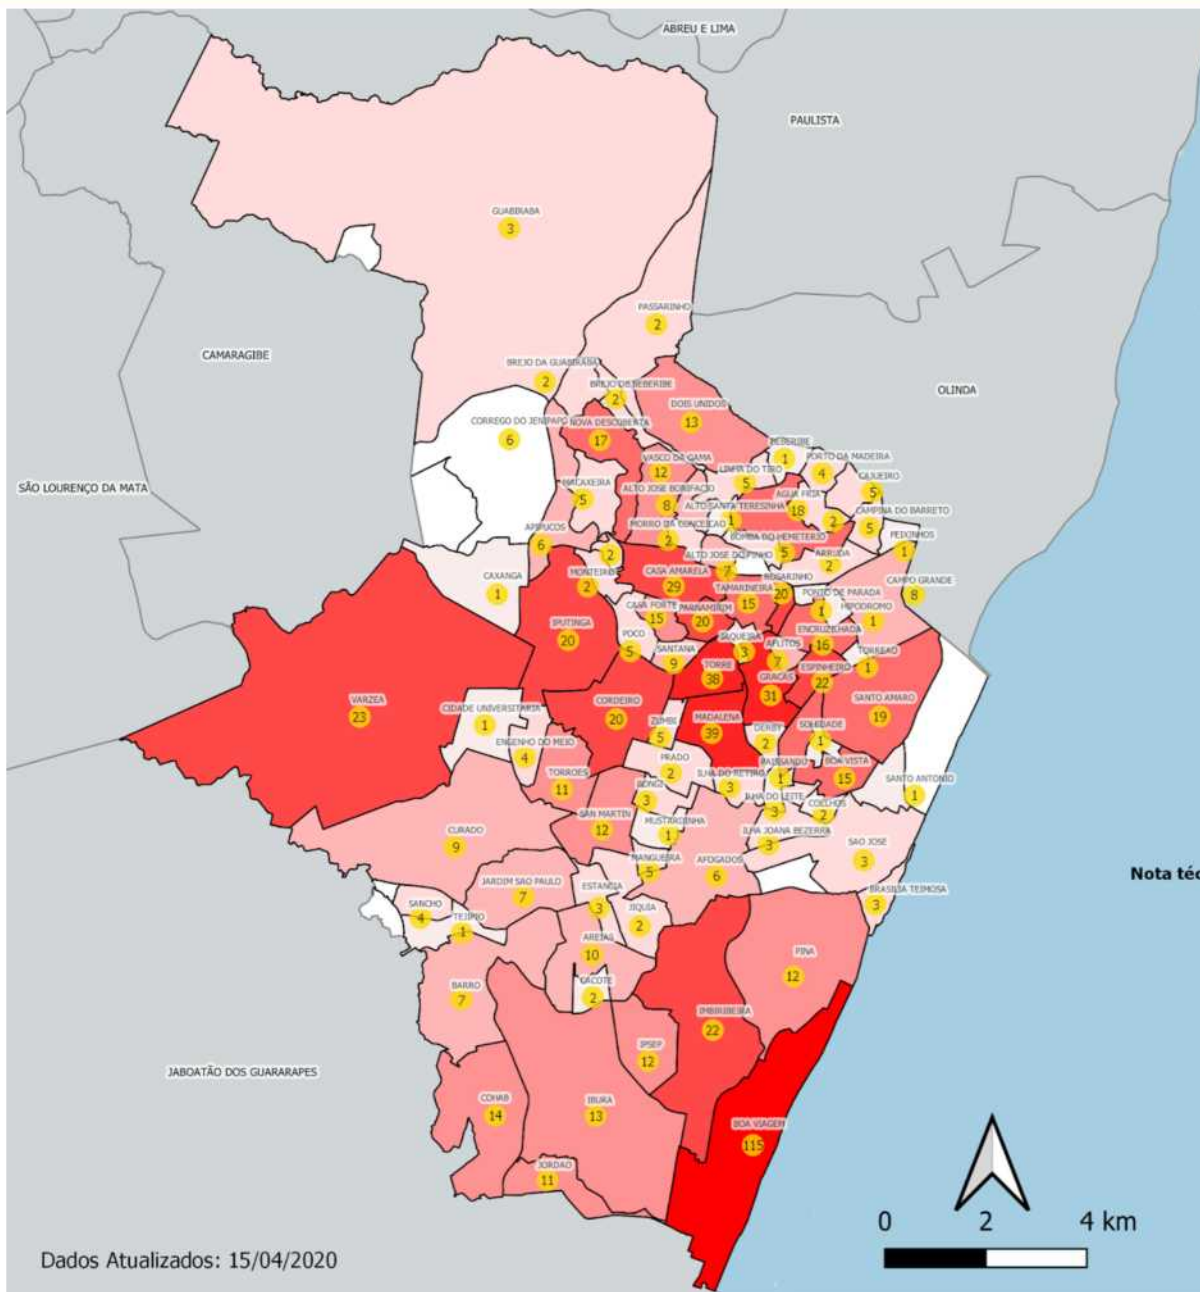 ABREU E LIMA
PAULISTA
GUABIRABA
3
PASSARINHO
2
CAMARAGIBE
BREJO DA GUABIRABA
2
BREJO DE BEBERIBE
2
OLINDA
DOIS UNIDOS
13
CORREGO DO JENIPAPO
6
NOVA DESCOBERTA
17
SÃO LOURENÇO DA MATA
VASCO DA GAMA
12
BEBERIBE
1
PORTO DA MADEIRA
4
LINHA DO TIRO
5
CAJUEIRO
5
MACAXEIRA
5
ALTO JOSE BONIFACIO
8
AGUA FRIA
18
ALTO SANTA TERESINHA
1
2
CAMPINA DO BARRETO
5
APIPUCOS
6
MORRO DA CONCEICAO
2
BOMBA DO HEMETERIO
5
PEIXINHOS
1
2
ALTO JOSE DO PINHO
7
ARRUDA
2
CAXANGA
1
MONTEIRO
2
CASA AMARELA
29
TAMARINEIRA
15
ROSARINHO
20
PONTO DE PARADA
1
CAMPO GRANDE
8
CASA FORTE
15
PARNAMIRIM
20
HIPODROMO
1
IPUTINGA
20
POCO
5
SANTANA
9
JAQUEIRA
3
AFLITOS
7
ENCRUZILHADA
16
TORREAO
1
TORRE
38
GRACAS
31
ESPINHEIRO
22
SANTO AMARO
19
VARZEA
23
CIDADE UNIVERSITARIA
1
CORDEIRO
20
ZUMBI
5
MADALENA
39
DERBY
2
SOLEDADE
1
ENGENHO DO MEIO
4
PRADO
2
PAISSANDU
1
BOA VISTA
15
TORROES
11
ILHA DO RETIRO
3
SANTO ANTONIO
1
BONGI
3
ILHA DO LEITE
3
COELHOS
2
SAN MARTIN
12
MUSTARDINHA
1
ILHA JOANA BEZERRA
3
CURADO
9
SAO JOSE
3
MANGUEIRA
5
AFOGADOS
6
Nota téc
JARDIM SAO PAULO
7
ESTANCIA
3
BRASILIA TEIMOSA
3
SANCHO
4
TEJIPIO
1
JIQUIA
2
AREIAS
10
PINA
12
BARRO
7
CACOTE
2
IMBIRIBEIRA
22
IPSEP
12
JABOATÃO DOS GUARARAPES
COHAB
14
IBURA
13
BOA VIAGEM
115
JORDAO
11
0 2 4 km
Dados Atualizados: 15/04/2020